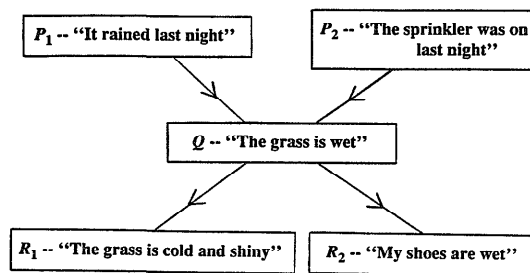 P1 -- “It rained last night”
P2 -- “The sprinkler was on
last night”
Q -- “The grass is wet”
R1 -- “The grass is cold and shiny”
R2 -- “My shoes are wet”